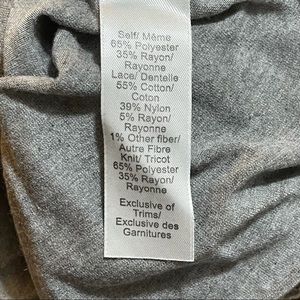 Self/ Même
65% Polyester
35% Rayon/
Rayonne
Lace/ Dentelle
55% Cotton/
Coton
39% Nylon
5% Rayon/
Rayonne
1% Other fiber/
Autre Fibre
Knit/ Tricot
65% Polyester
35% Rayon/
Rayonne
Exclusive of
Trims/
Exclusive des
Garnitures